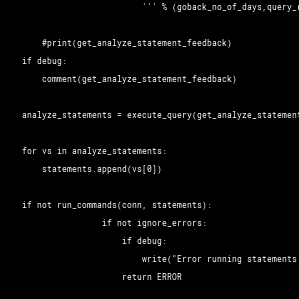 ''' % (goback_no_of_days,query_
#print(get_analyze_statement_feedback)
if debug:
comment(get_analyze_statement_feedback)
analyze_statements = execute_query(get_analyze_statement
for vs in analyze_statements:
statements.append(vs[0])
if not run_commands(conn, statements):
if not ignore_errors:
if debug:
write("Error running statements
return ERROR